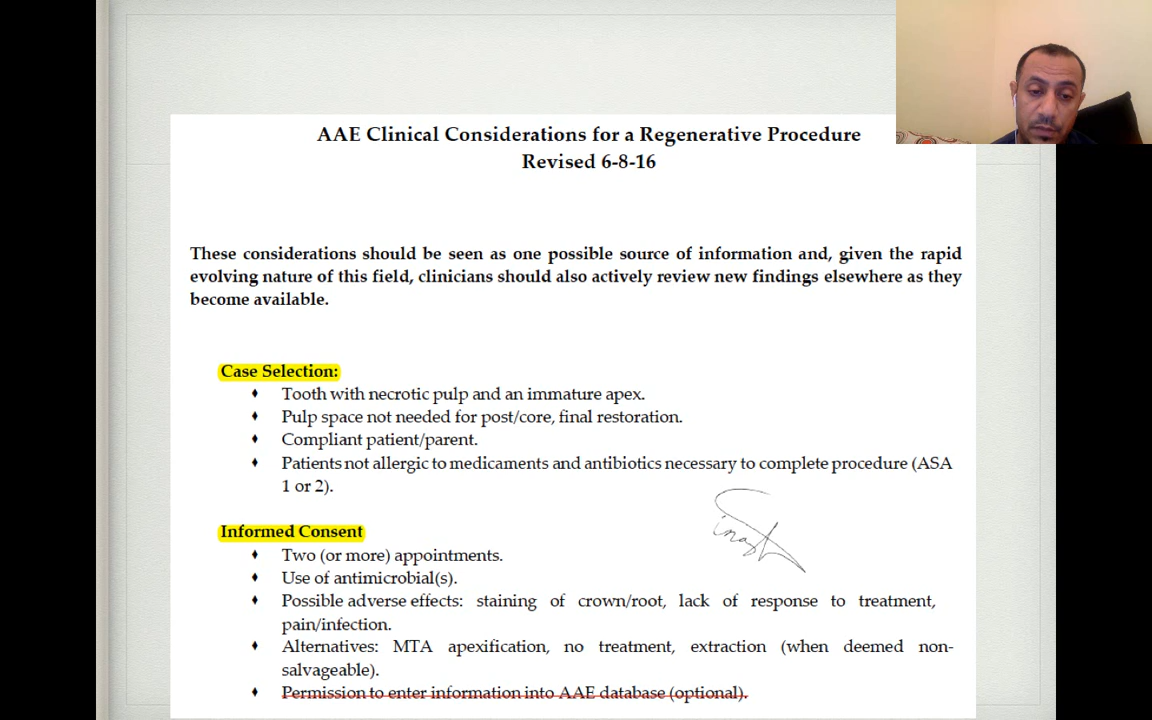 AAE Clinical Considerations for a Regenerative Procedure
Revised 6-8-16
These considerations should be seen as one possible source of information and, given the rapid
evolving nature of this field, clinicians should also actively review new findings elsewhere as they
become available.
Case Selection:
♦ Tooth with necrotic pulp and an immature apex.
♦ Pulp space not needed for post/core, final restoration.
♦ Compliant patient/parent.
♦ Patients not allergic to medicaments and antibiotics necessary to complete procedure (ASA
1 or 2).
Informed Consent
♦ Two (or more) appointments.
♦ Use of antimicrobial(s).
♦ Possible adverse effects: staining of crown/root, lack of response to treatment,
pain/infection.
♦ Alternatives: MTA apexification, no treatment, extraction (when deemed non-
salvageable).
♦ Permission to enter information into AAE database (optional).